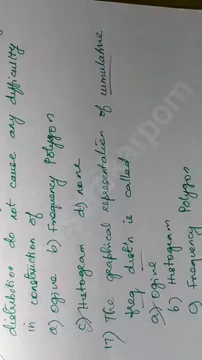 distribution do not cause any difficulty
in construction of
a) ogive b) Frequency Polygon
c) Histogram d) none
17) The graphical representation of cumulative
freq distn is called
a) ogive
b) Histogram
c) Frequency Polygon